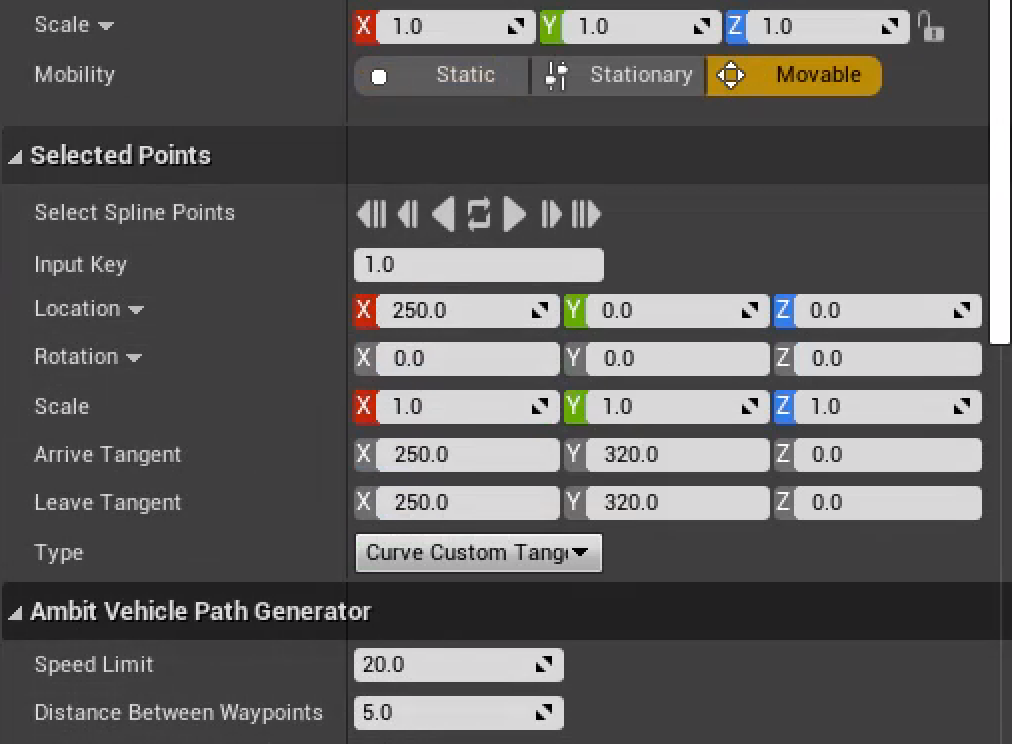 Scale X 1.0 Y 1.0 Z 1.0
Mobility Static Stationary Movable
Selected Points
Select Spline Points
Input Key 1.0
Location X 250.0 Y 0.0 Z 0.0
Rotation X 0.0 Y 0.0 Z 0.0
Scale X 1.0 Y 1.0 Z 1.0
Arrive Tangent X 250.0 Y 320.0 Z 0.0
Leave Tangent X 250.0 Y 320.0 Z 0.0
Type Curve Custom Tang
Ambit Vehicle Path Generator
Speed Limit 20.0
Distance Between Waypoints 5.0